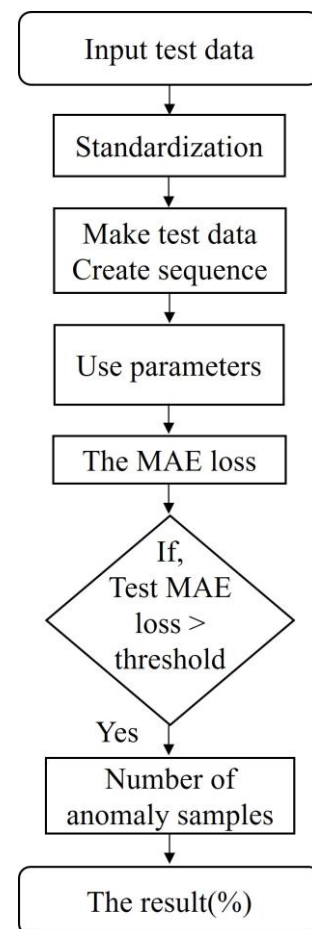 Input test data
Standardization
Make test data
Create sequence
Use parameters
The MAE loss
If,
Test MAE
loss >
threshold
Yes
Number of
anomaly samples
The result(%)